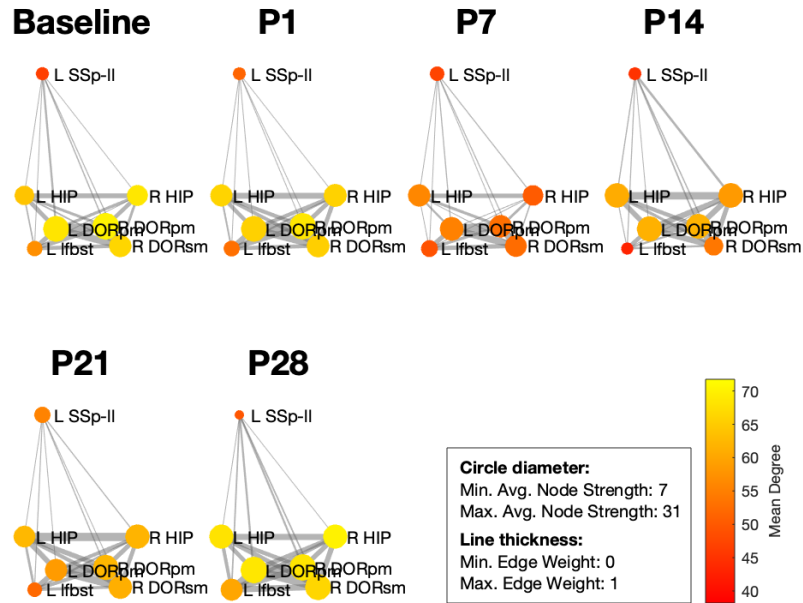 Baseline
P1
P7
P14
L SSp-ll
L SSp-ll
L SSp-ll
L SSp-ll
L HIP
R HIP
L HIP
R HIP
L HIP
R HIP
L HIP
R HIP
L DORpm
R DORpm
L DORpm
R DORpm
L DORpm
R DORpm
L DORpm
R DORpm
L lfbst
R DORsm
L lfbst
R DORsm
L lfbst
R DORsm
L lfbst
R DORsm
P21
P28
L SSp-ll
L SSp-ll
L HIP
R HIP
L HIP
R HIP
L DORpm
R DORpm
L DORpm
R DORpm
L lfbst
R DORsm
L lfbst
R DORsm
Circle diameter:
Min. Avg. Node Strength: 7
Max. Avg. Node Strength: 31
Line thickness:
Min. Edge Weight: 0
Max. Edge Weight: 1
70
65
60
55
50
45
40
Mean Degree